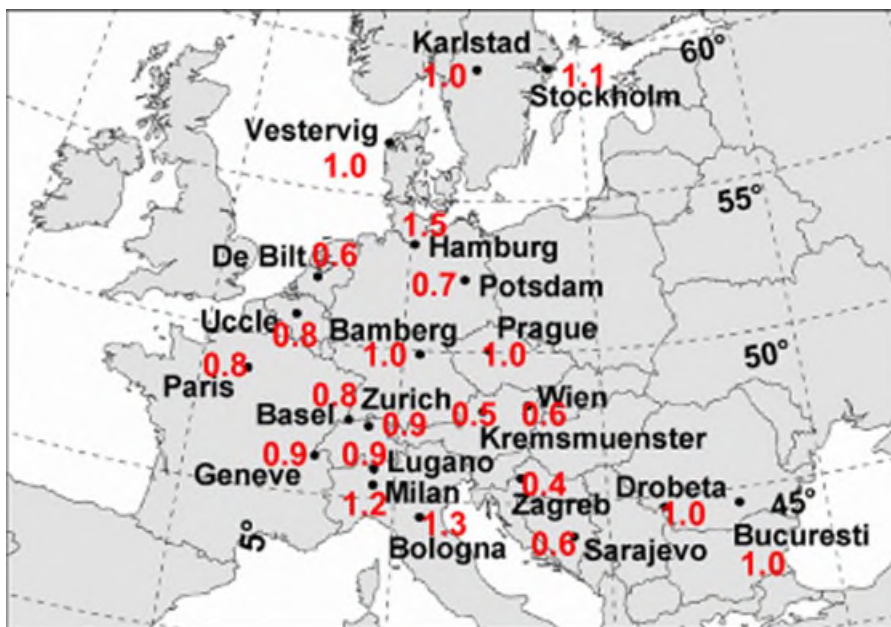 Karlstad
60°
1.0
1.1
Stockholm
Vestervig
1.0
55°
1.5
Hamburg
De Bilt
0.6
0.7
Potsdam
Uccle
0.8
Bamberg
Prague
1.0
1.0
50°
0.8
Paris
0.8
Zurich
Wien
Basel
0.9
0.5
0.6
Kremsmuenster
0.9
0.9
Lugano
Geneve
Milan
1.2
0.4
Zagreb
Drobeta
45°
1.0
1.3
Bologna
5°
0.6
Sarajevo
Bucuresti
1.0